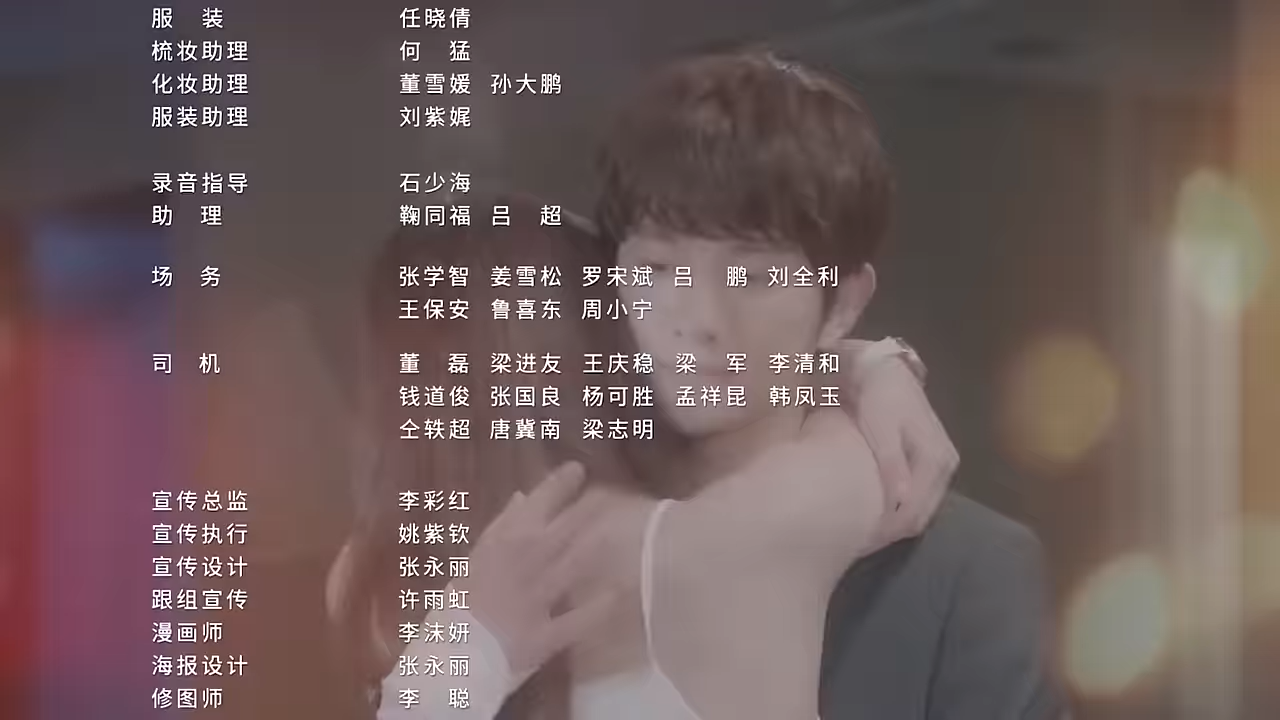 服 装 任晓倩
梳妆助理 何 猛
化妆助理 董雪媛 孙大鹏
服装助理 刘紫娓
录音指导 石少海
助 理 鞠同福 吕 超
场 务 张学智 姜雪松 罗宋斌 吕 鹏 刘全利
王保安 鲁喜东 周小宁
司 机 董 磊 梁进友 王庆稳 梁 军 李清和
钱道俊 张国良 杨可胜 孟祥昆 韩凤玉
仝轶超 唐冀南 梁志明
宣传总监 李彩红
宣传执行 姚紫钦
宣传设计 张永丽
跟组宣传 许雨虹
漫画师 李沫妍
海报设计 张永丽
修图师 李 聪